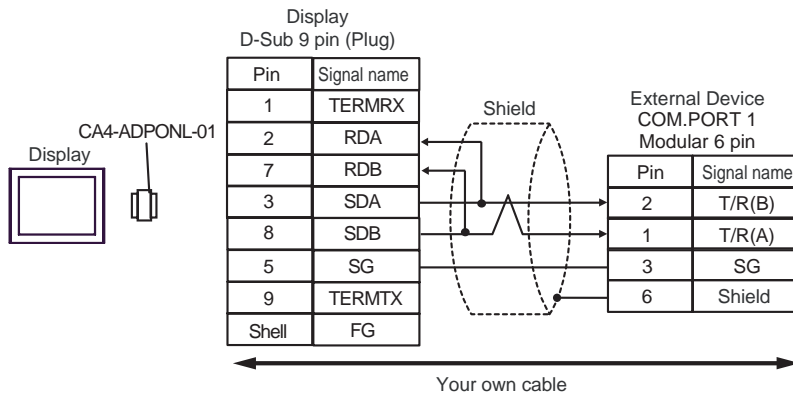 Display
D-Sub 9 pin (Plug)
Pin Signal name
1 TERMRX
2 RDA
7 RDB
3 SDA
8 SDB
5 SG
9 TERMTX
Shell FG
CA4-ADPONL-01
Display
Shield
External Device
COM.PORT 1
Modular 6 pin
Pin Signal name
2 T/R(B)
1 T/R(A)
3 SG
6 Shield
Your own cable